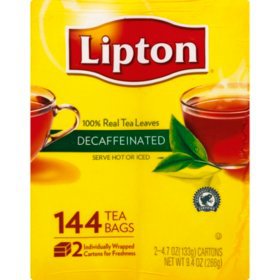 Lipton
100% Real Tea Leaves
DECAFFEINATED
SERVE HOT OR ICED
144 TEA BAGS
2 Individually Wrapped
Cartons for Freshness
2-4.7 OZ (133g) CARTONS
NET WT 9.4 OZ (266g)